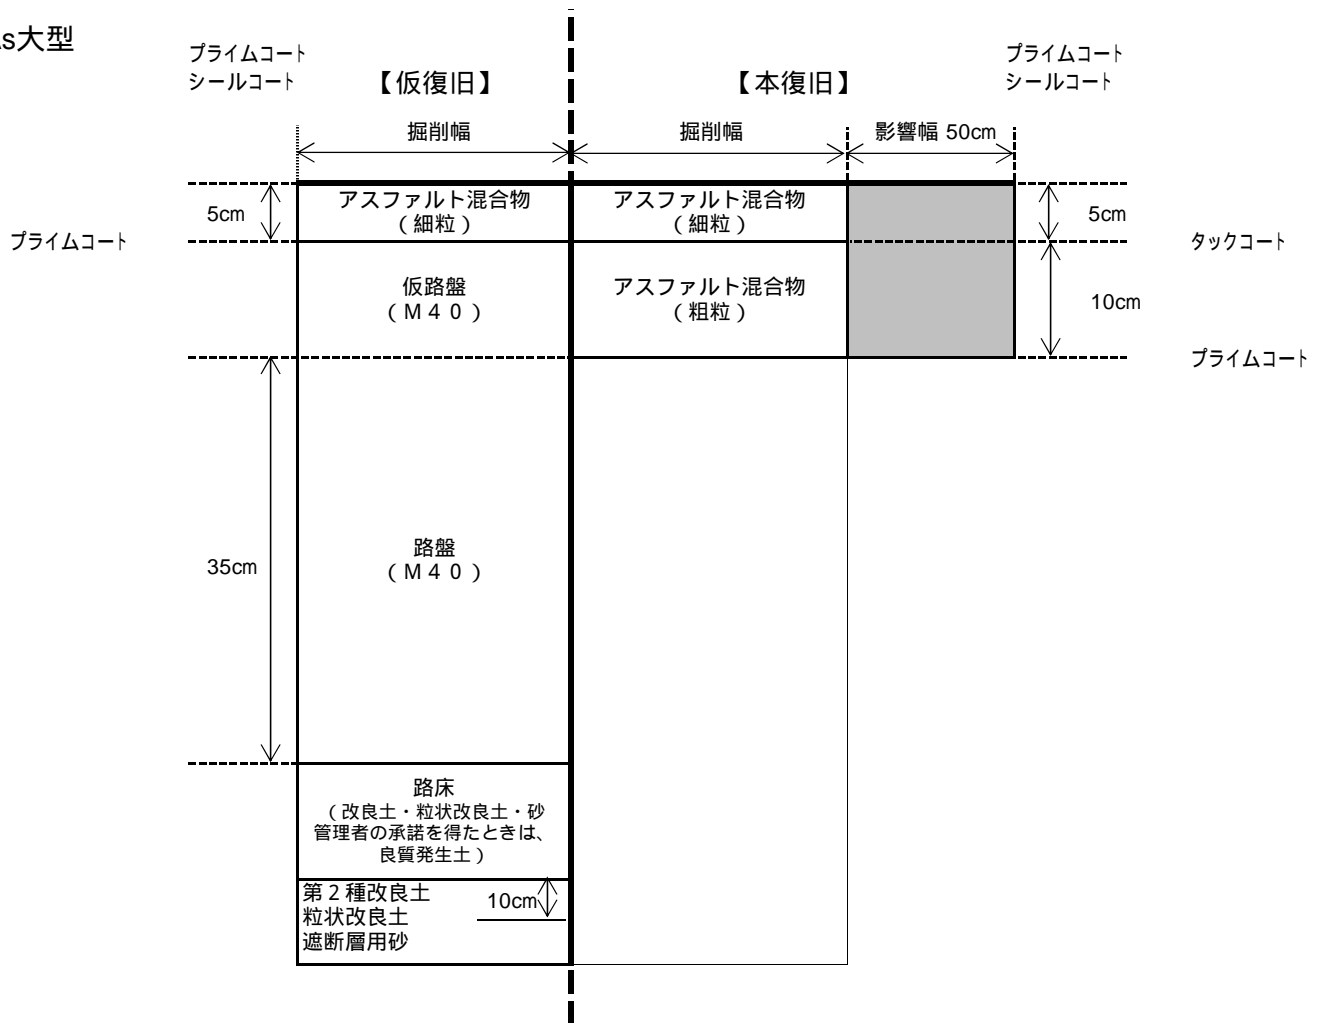 s大型
プライムコート
シールコート
【仮復旧】
【本復旧】
プライムコート
シールコート
掘削幅
掘削幅
影響幅 50cm
5cm
アスファルト混合物
（細粒）
アスファルト混合物
（細粒）
5cm
プライムコート
タックコート
仮路盤
（Ｍ４０）
アスファルト混合物
（粗粒）
10cm
プライムコート
35cm
路盤
（Ｍ４０）
路床
（改良土・粒状改良土・砂
管理者の承諾を得たときは、
良質発生土）
第２種改良土
粒状改良土
遮断層用砂
10cm